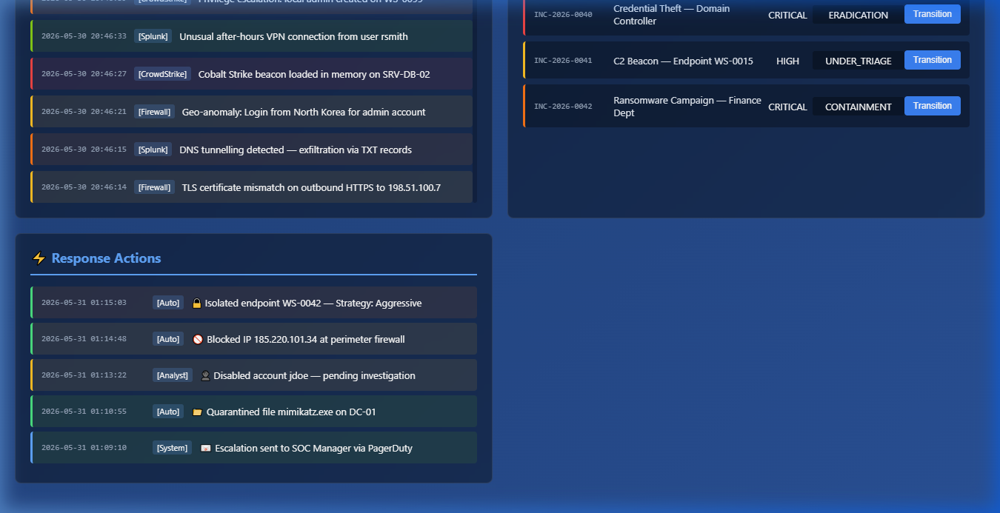 [CrowdStrike] Privilege escalation: local admin created on WS-0099
2026-05-30 20:46:33 [Splunk] Unusual after-hours VPN connection from user rsmith
2026-05-30 20:46:27 [CrowdStrike] Cobalt Strike beacon loaded in memory on SRV-DB-02
2026-05-30 20:46:21 [Firewall] Geo-anomaly: Login from North Korea for admin account
2026-05-30 20:46:15 [Splunk] DNS tunnelling detected — exfiltration via TXT records
2026-05-30 20:46:14 [Firewall] TLS certificate mismatch on outbound HTTPS to 198.51.100.7
INC-2026-0040 Credential Theft — Domain
Controller CRITICAL ERADICATION Transition
INC-2026-0041 C2 Beacon — Endpoint WS-0015 HIGH UNDER_TRIAGE Transition
INC-2026-0042 Ransomware Campaign — Finance
Dept CRITICAL CONTAINMENT Transition
Response Actions
2026-05-31 01:15:03 [Auto] Isolated endpoint WS-0042 — Strategy: Aggressive
2026-05-31 01:14:48 [Auto] Blocked IP 185.220.101.34 at perimeter firewall
2026-05-31 01:13:22 [Analyst] Disabled account jdoe — pending investigation
2026-05-31 01:10:55 [Auto] Quarantined file mimikatz.exe on DC-01
2026-05-31 01:09:10 [System] Escalation sent to SOC Manager via PagerDuty